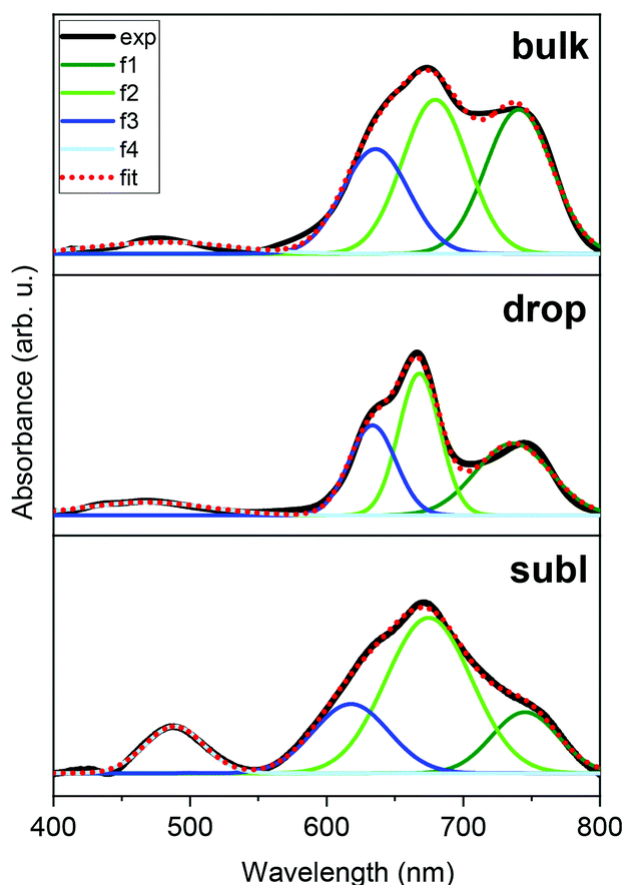 exp
f1
f2
f3
f4
fit
bulk
drop
subl
Absorbance (arb. u.)
400 500 600 700 800
Wavelength (nm)